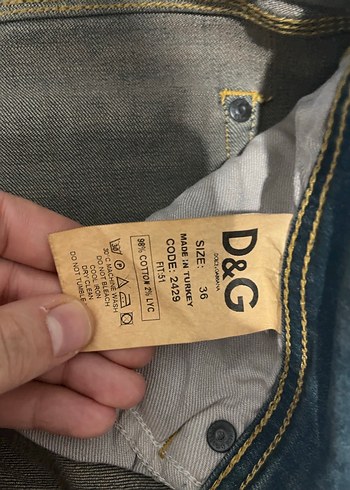 D&G
DOLCE&GABBANA
SIZE: 36
MADE IN TURKEY
CODE: 2429
FIT:51
98% COTTON 2% LYC
30°C MACHINE WASH
DO NOT BLEACH
COOL IRON
DRY CLEAN
DO NOT TUMBLE